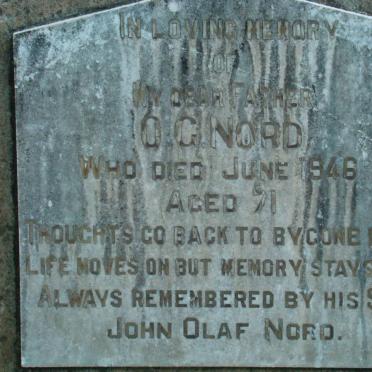 IN LOVING MEMORY
OF
MY DEAR FATHER
O.G. NORD
WHO DIED JUNE 1946
AGED 71
THOUGHTS GO BACK TO BYGONE
LIFE MOVES ON BUT MEMORY STAYS
ALWAYS REMEMBERED BY HIS S
JOHN OLAF NORD.